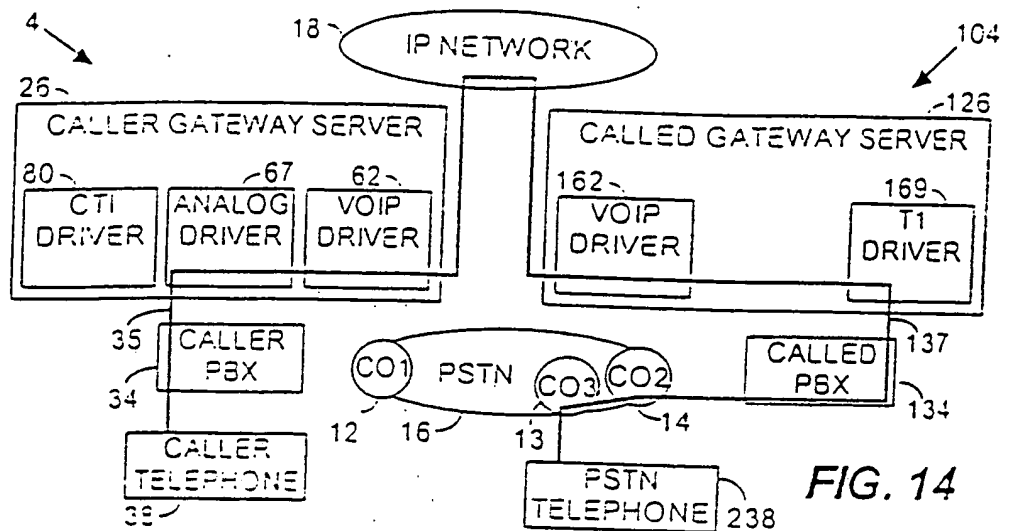 4
18
IP NETWORK
104
26
126
CALLER GATEWAY SERVER
CALLED GATEWAY SERVER
80
67
62
162
169
CTI
DRIVER
ANALOG
DRIVER
VOIP
DRIVER
VOIP
DRIVER
T1
DRIVER
35
137
CALLER
PBX
34
CO1
PSTN
CO3
CO2
CALLED
PBX
134
12
16
13
14
CALLER
TELEPHONE
38
PSTN
TELEPHONE
238
FIG. 14